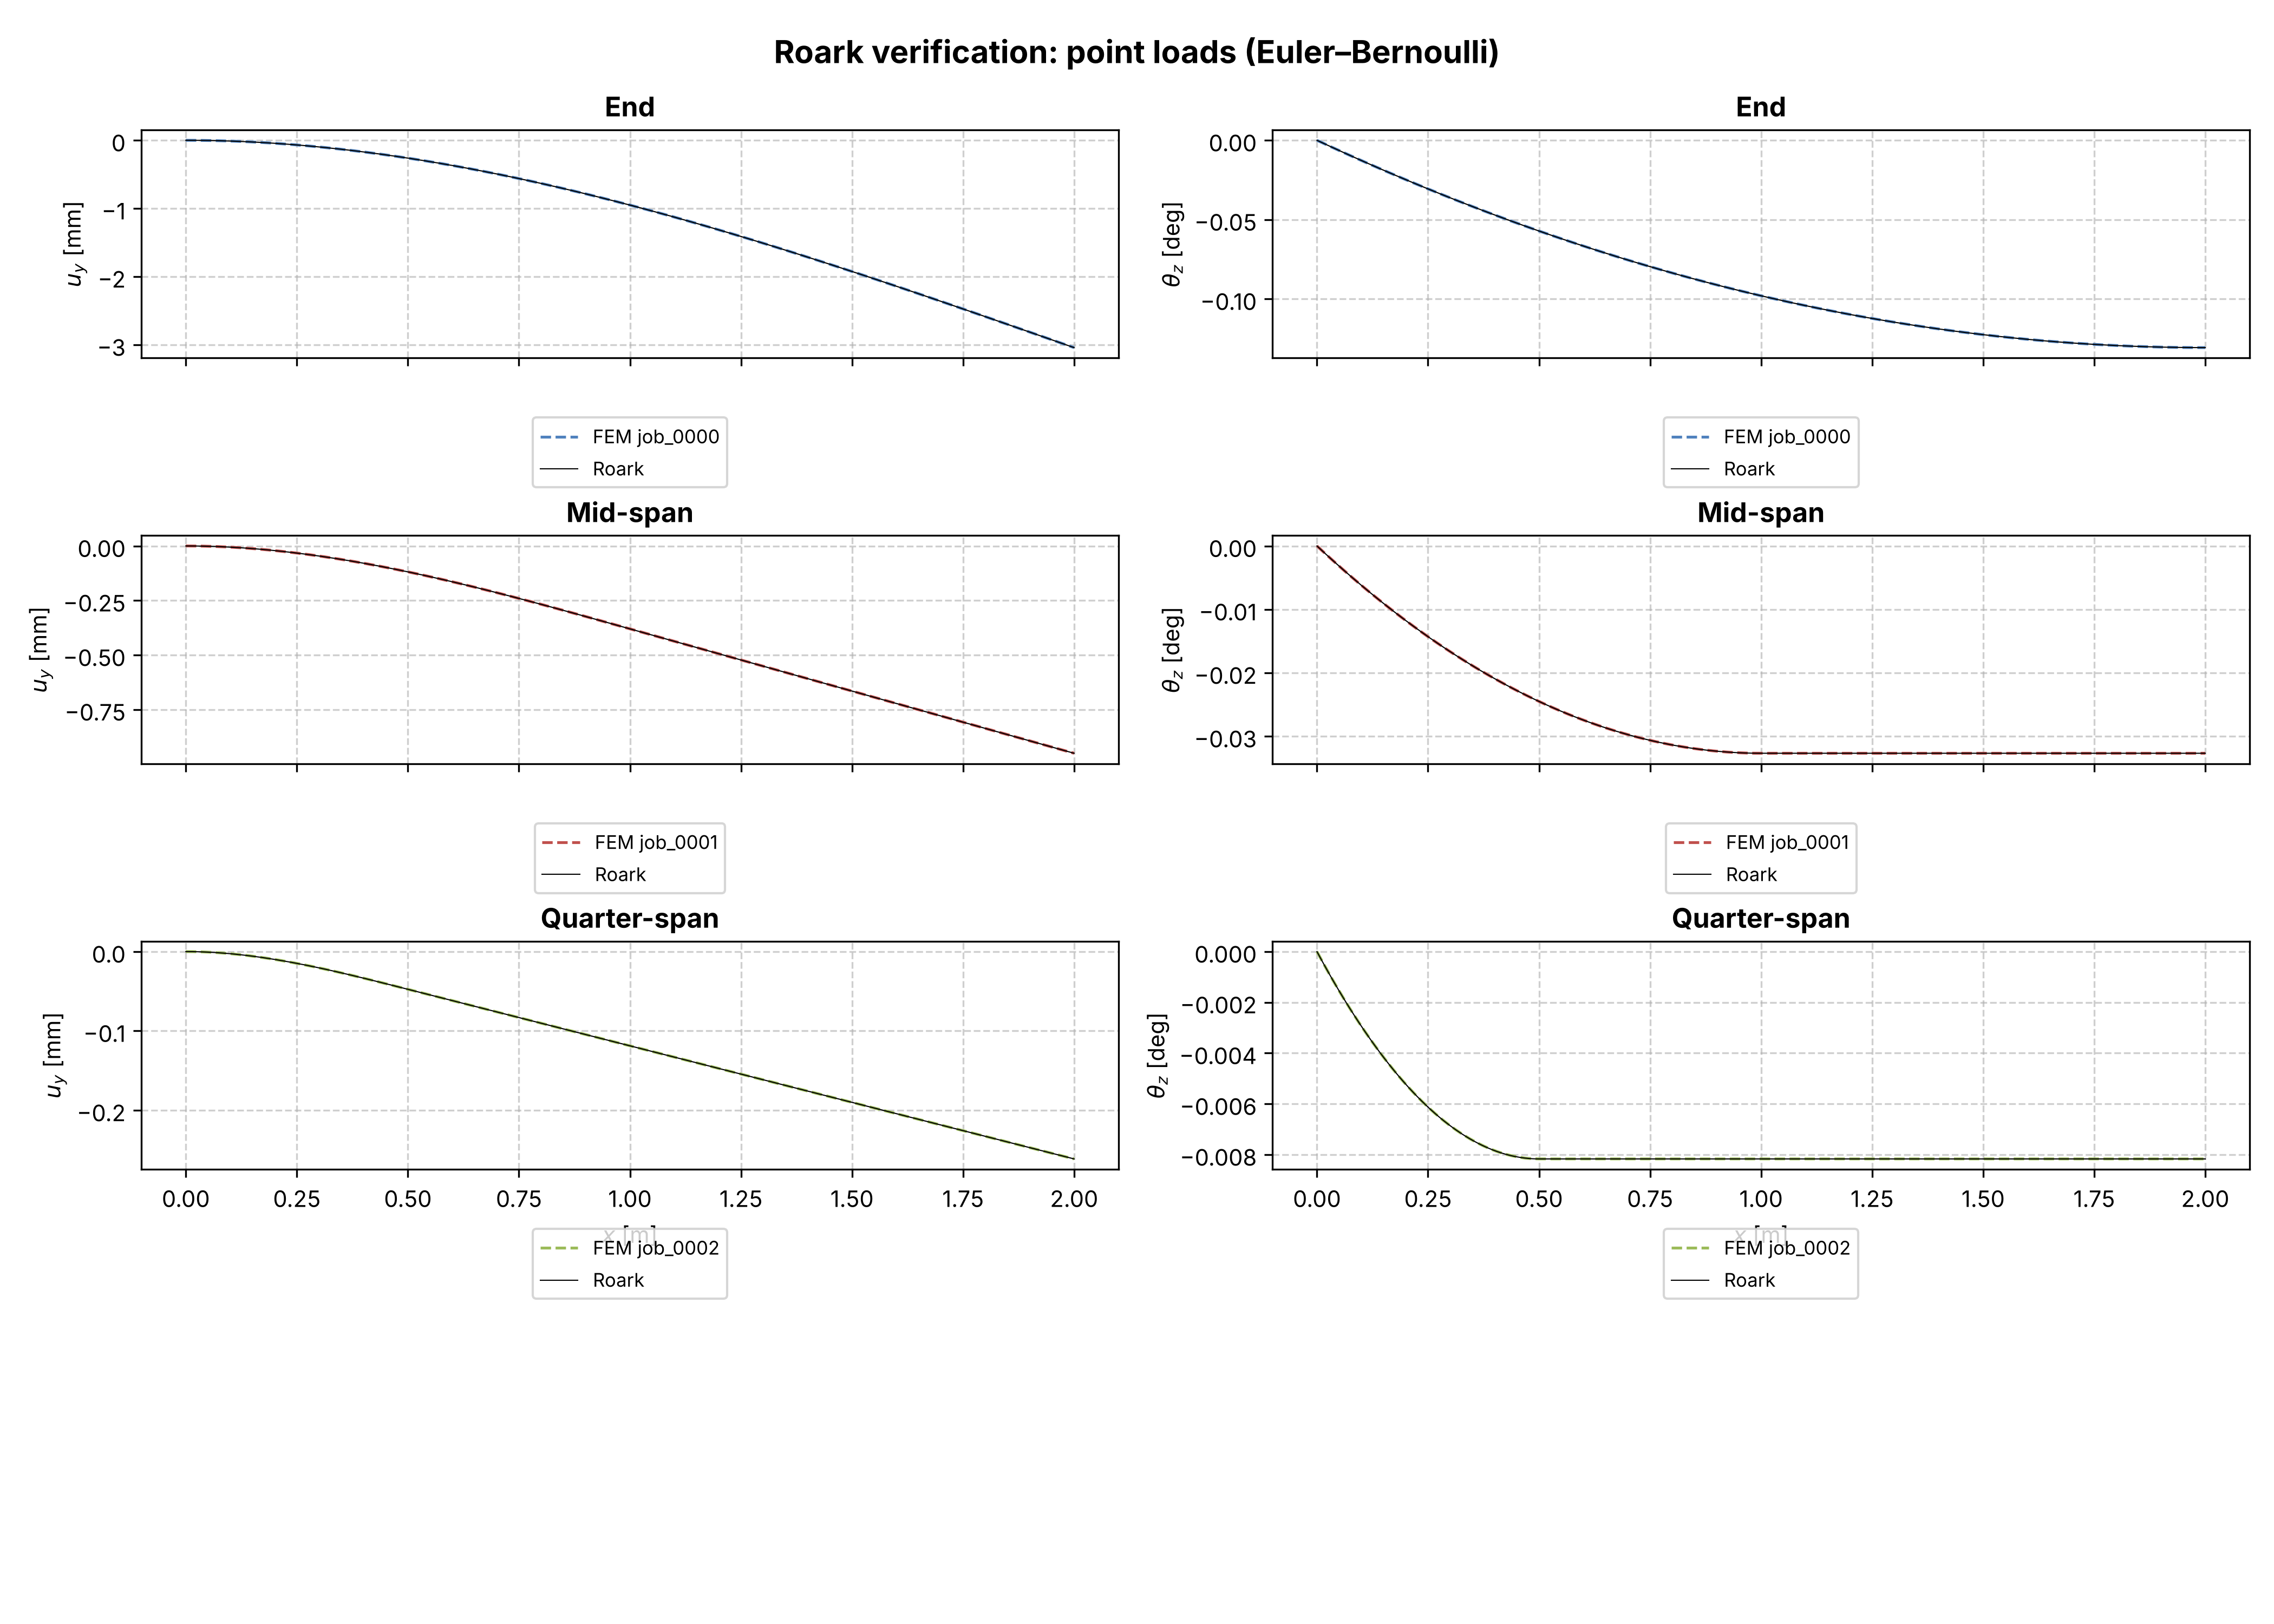 Roark verification: point loads (Euler–Bernoulli)
End
0
−1
−2
−3
u_y [mm]
FEM job_0000
Roark
End
0.00
−0.05
−0.10
θ_z [deg]
FEM job_0000
Roark
Mid-span
0.00
−0.25
−0.50
−0.75
u_y [mm]
FEM job_0001
Roark
Mid-span
0.00
−0.01
−0.02
−0.03
θ_z [deg]
FEM job_0001
Roark
Quarter-span
0.0
−0.1
−0.2
u_y [mm]
0.00 0.25 0.50 0.75 1.00 1.25 1.50 1.75 2.00
x [m]
FEM job_0002
Roark
Quarter-span
0.000
−0.002
−0.004
−0.006
−0.008
θ_z [deg]
0.00 0.25 0.50 0.75 1.00 1.25 1.50 1.75 2.00
x [m]
FEM job_0002
Roark